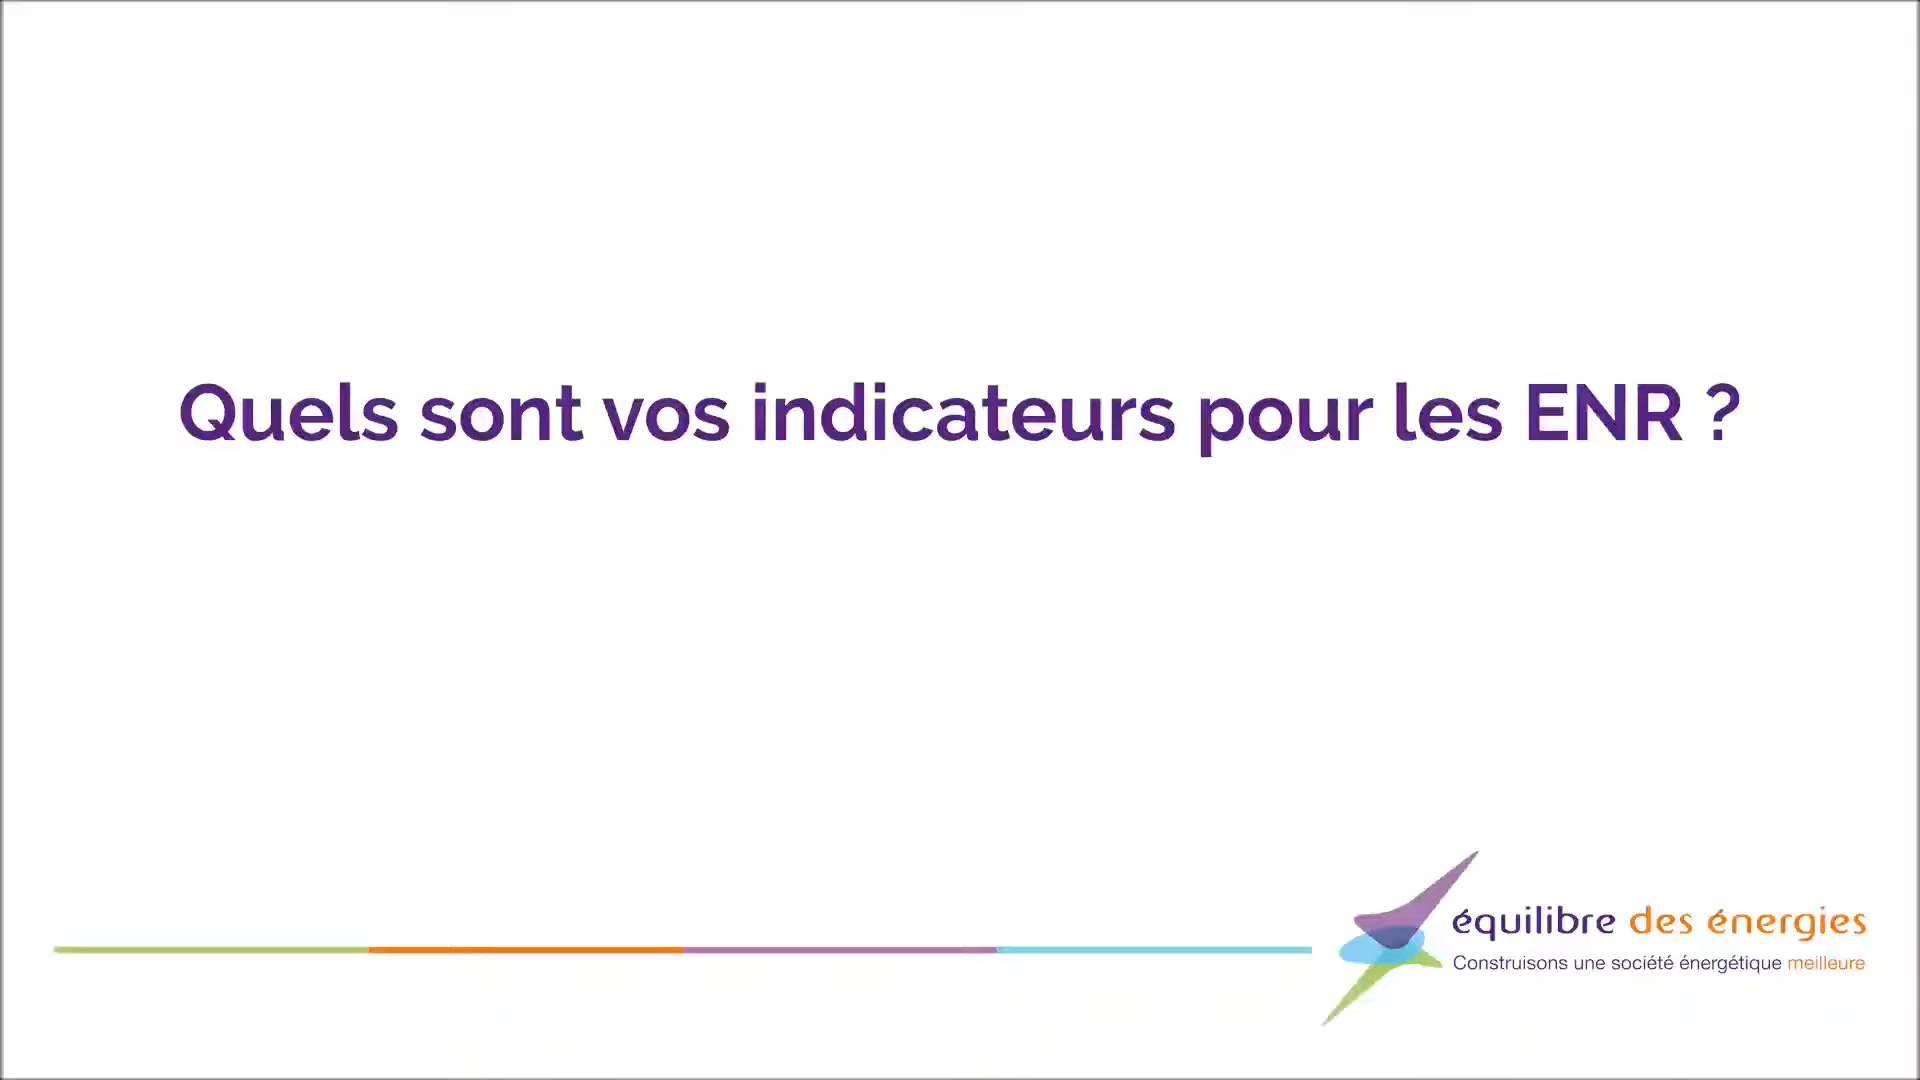 Quels sont vos indicateurs pour les ENR ?
équilibre des énergies
Construisons une société énergétique meilleure